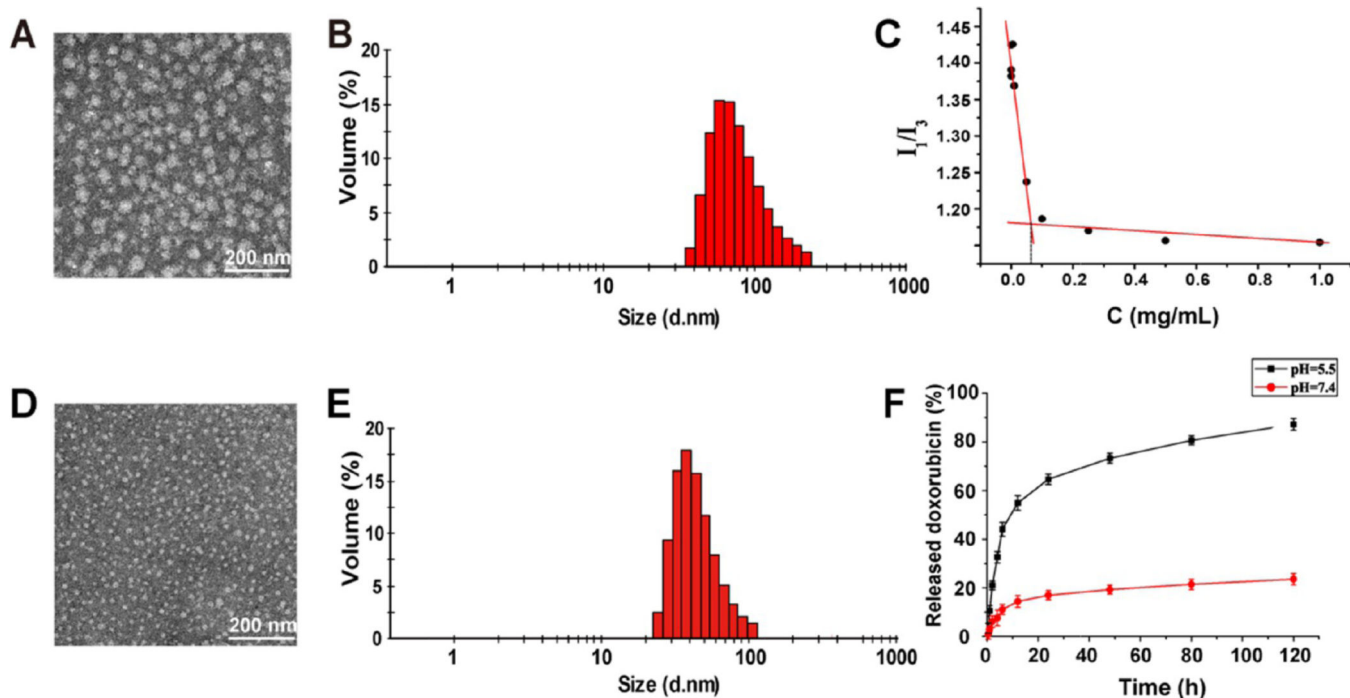 A
200 nm
B
20
15
10
5
0
Volume (%)
1 10 100 1000
Size (d.nm)
C
1.45
1.40
1.35
1.30
1.25
1.20
I₁/I₃
0.0 0.2 0.4 0.6 0.8 1.0
C (mg/mL)
D
200 nm
E
20
15
10
5
0
Volume (%)
1 10 100 1000
Size (d.nm)
F
pH=5.5
pH=7.4
100
80
60
40
20
0
Released doxorubicin (%)
0 20 40 60 80 100 120
Time (h)